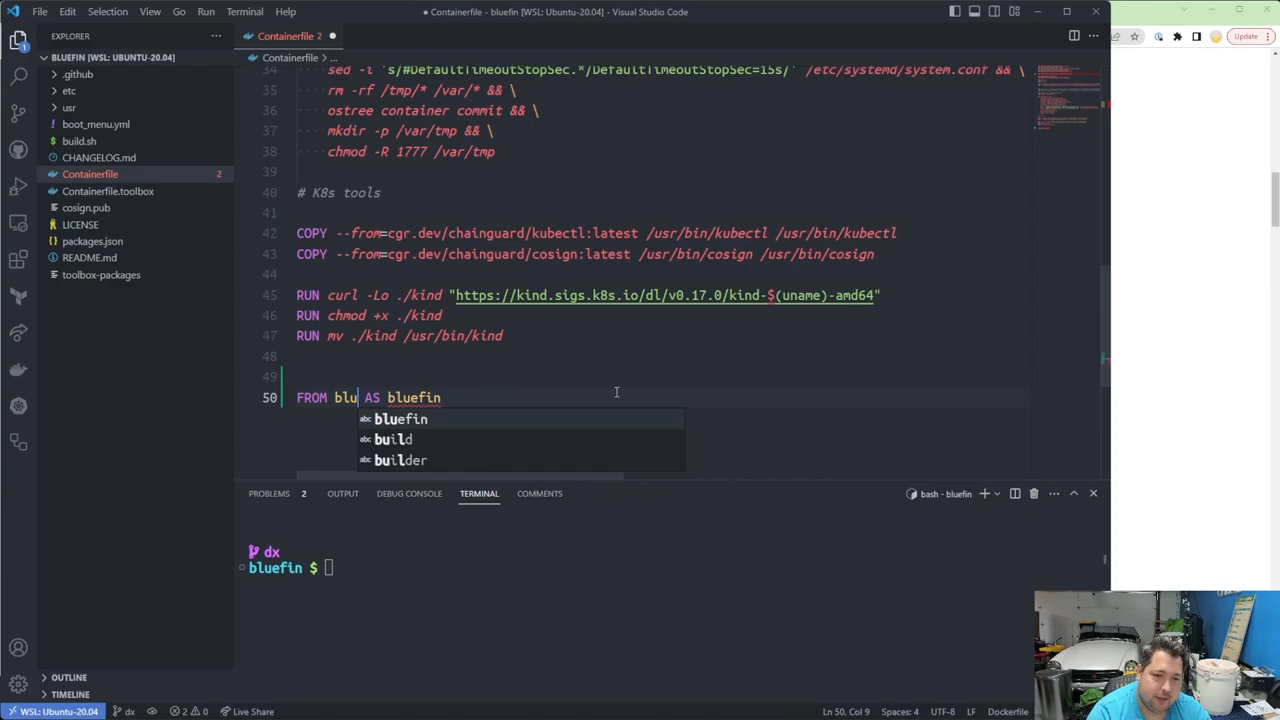 File Edit Selection View Go Run Terminal Help
Containerfile - bluefin [WSL: Ubuntu-20.04] - Visual Studio Code
Update
EXPLORER
Containerfile 2
BLUEFIN [WSL: UBUNTU-20.04]
.github
etc
usr
boot_menu.yml
build.sh
CHANGELOG.md
Containerfile 2
Containerfile.toolbox
cosign.pub
LICENSE
packages.json
README.md
toolbox-packages
OUTLINE
TIMELINE
Containerfile > ...
34 sed -i 's/#DefaultTimeoutStopSec.*/DefaultTimeoutStopSec=15s/' /etc/systemd/system.conf && \
35 rm -rf /tmp/* /var/* && \
36 ostree container commit && \
37 mkdir -p /var/tmp && \
38 chmod -R 1777 /var/tmp
39
40 # K8s tools
41
42 COPY --from=cgr.dev/chainguard/kubectl:latest /usr/bin/kubectl /usr/bin/kubectl
43 COPY --from=cgr.dev/chainguard/cosign:latest /usr/bin/cosign /usr/bin/cosign
44
45 RUN curl -Lo ./kind "https://kind.sigs.k8s.io/dl/v0.17.0/kind-$(uname)-amd64"
46 RUN chmod +x ./kind
47 RUN mv ./kind /usr/bin/kind
48
49
50 FROM blu AS bluefin
abc bluefin
abc build
abc builder
PROBLEMS 2 OUTPUT DEBUG CONSOLE TERMINAL COMMENTS
bash - bluefin
dx
bluefin $
WSL: Ubuntu-20.04 dx 2 0 Live Share
Ln 50, Col 9 Spaces: 4 UTF-8 LF Dockerfile